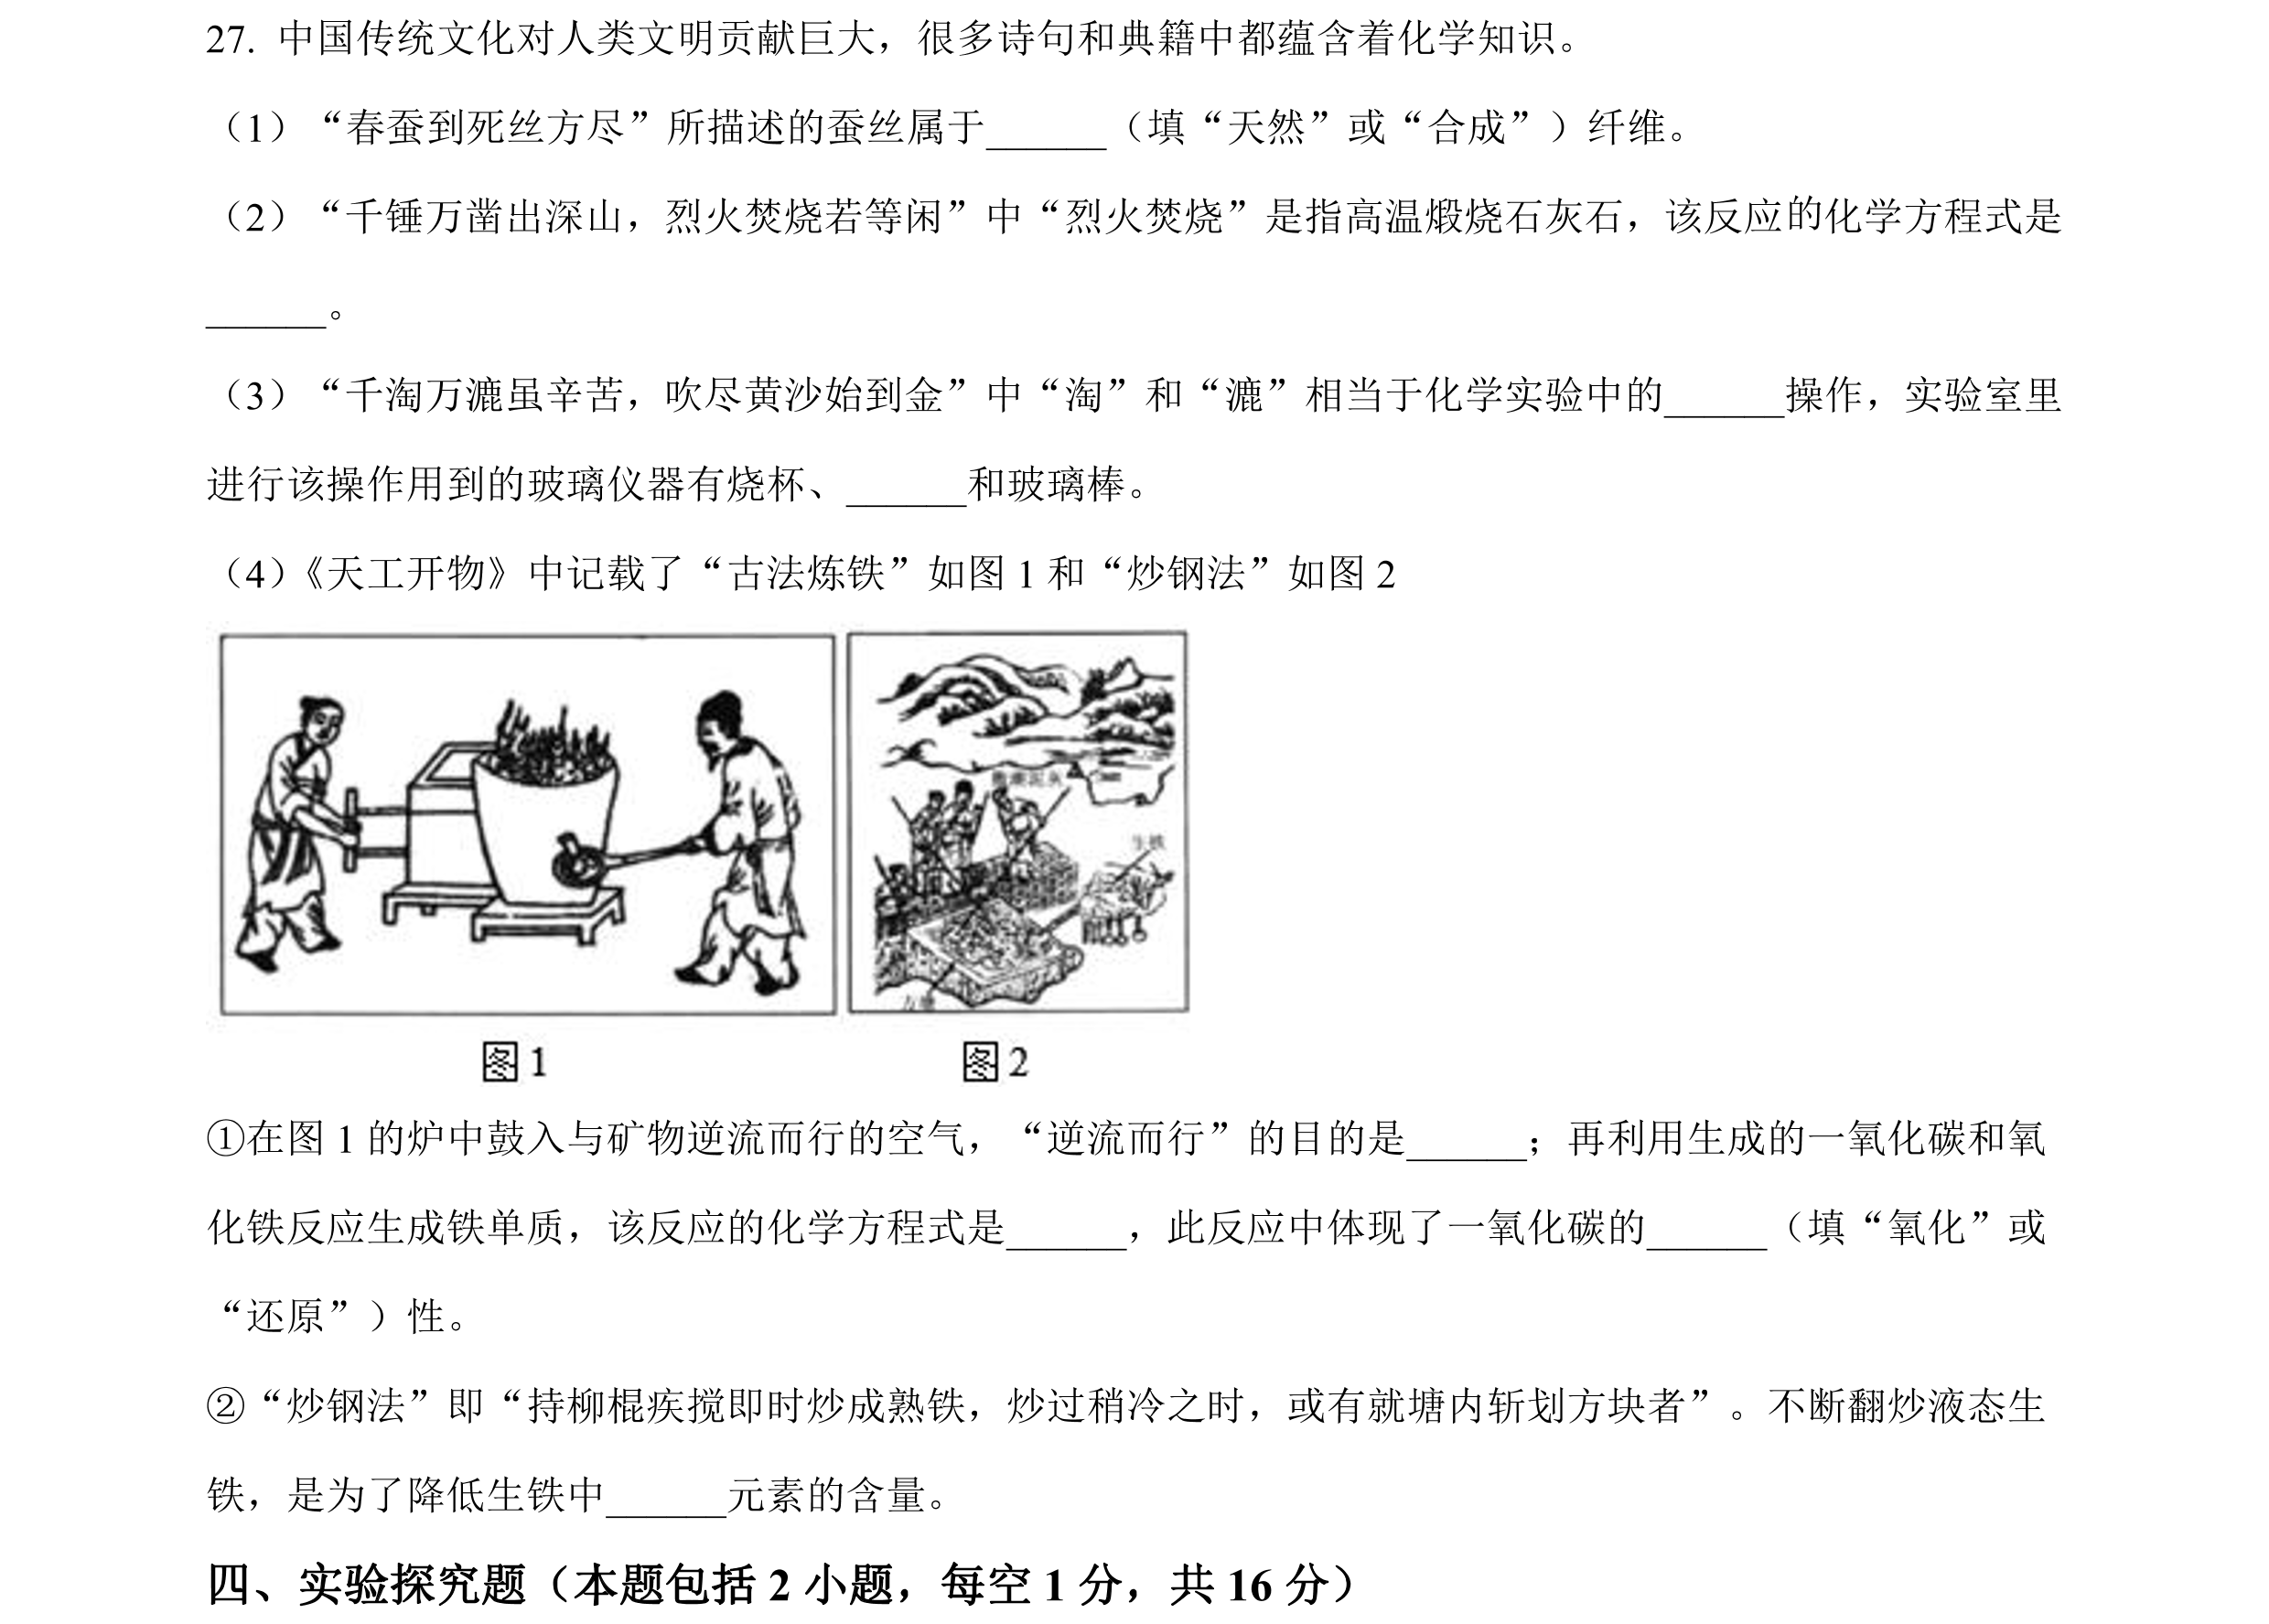 27. 中国传统文化对人类文明贡献巨大，很多诗句和典籍中都蕴含着化学知识。
（1）“春蚕到死丝方尽”所描述的蚕丝属于______（填“天然”或“合成”）纤维。
（2）“千锤万凿出深山，烈火焚烧若等闲”中“烈火焚烧”是指高温煅烧石灰石，该反应的化学方程式是
______。
（3）“千淘万漉虽辛苦，吹尽黄沙始到金”中“淘”和“漉”相当于化学实验中的______操作，实验室里
进行该操作用到的玻璃仪器有烧杯、______和玻璃棒。
（4）《天工开物》中记载了“古法炼铁”如图 1 和“炒钢法”如图 2
生铁
图 1
图 2
①在图 1 的炉中鼓入与矿物逆流而行的空气，“逆流而行”的目的是______；再利用生成的一氧化碳和氧
化铁反应生成铁单质，该反应的化学方程式是______，此反应中体现了一氧化碳的______（填“氧化”或
“还原”）性。
②“炒钢法”即“持柳棍疾搅即时炒成熟铁，炒过稍冷之时，或有就塘内斩划方块者”。不断翻炒液态生
铁，是为了降低生铁中______元素的含量。
四、实验探究题（本题包括 2 小题，每空 1 分，共 16 分）